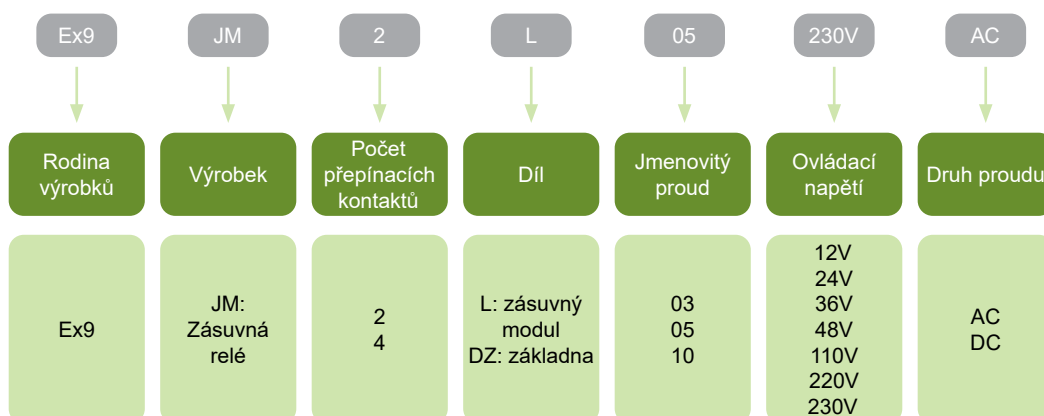 Ex9
JM
2
L
05
230V
AC
Rodina
výrobků
Výrobek
Počet
přepínacích
kontaktů
Díl
Jmenovitý
proud
Ovládací
napětí
Druh proudu
Ex9
JM:
Zásuvná
relé
2
4
L: zásuvný
modul
DZ: základna
03
05
10
12V
24V
36V
48V
110V
220V
230V
AC
DC